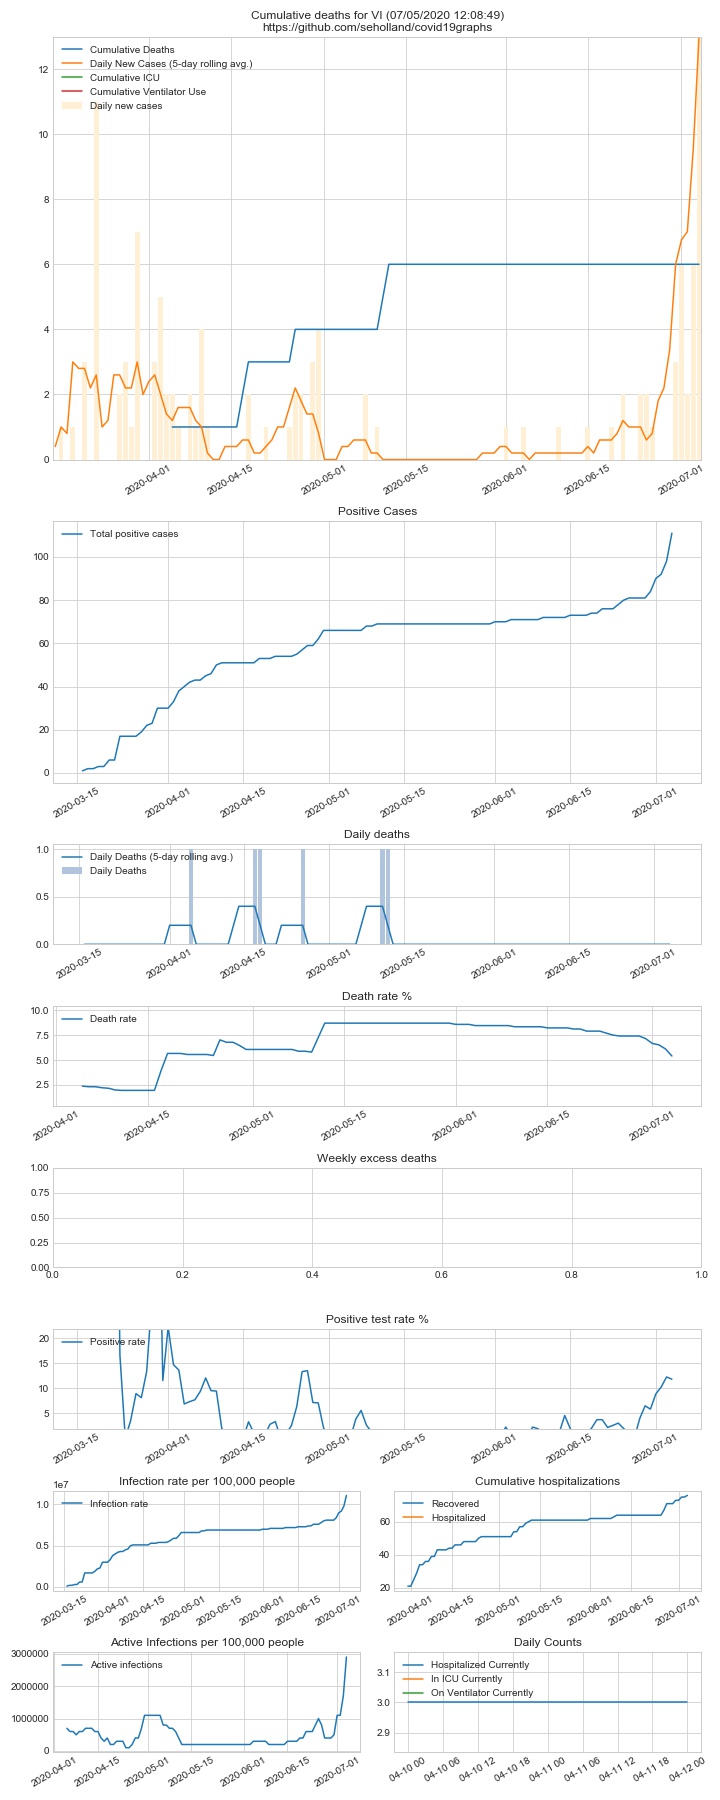 Cumulative deaths for VI (07/05/2020 12:08:49)
https://github.com/seholland/covid19graphs
Cumulative Deaths
Daily New Cases (5-day rolling avg.)
Cumulative ICU
Cumulative Ventilator Use
Daily new cases
12
10
8
6
4
2
0
2020-04-01 2020-04-15 2020-05-01 2020-05-15 2020-06-01 2020-06-15 2020-07-01
Positive Cases
Total positive cases
100
80
60
40
20
0
2020-03-15 2020-04-01 2020-04-15 2020-05-01 2020-05-15 2020-06-01 2020-06-15 2020-07-01
Daily deaths
1.0
Daily Deaths (5-day rolling avg.)
Daily Deaths
0.5
0.0
2020-03-15 2020-04-01 2020-04-15 2020-05-01 2020-05-15 2020-06-01 2020-06-15 2020-07-01
Death rate %
10.0
Death rate
7.5
5.0
2.5
2020-04-01 2020-04-15 2020-05-01 2020-05-15 2020-06-01 2020-06-15 2020-07-01
Weekly excess deaths
1.00
0.75
0.50
0.25
0.00
0.0 0.2 0.4 0.6 0.8 1.0
Positive test rate %
20
Positive rate
15
10
5
2020-03-15 2020-04-01 2020-04-15 2020-05-01 2020-05-15 2020-06-01 2020-06-15 2020-07-01
Infection rate per 100,000 people
1e7
Infection rate
1.0
0.5
0.0
2020-03-15 2020-04-01 2020-04-15 2020-05-01 2020-05-15 2020-06-01 2020-06-15 2020-07-01
Cumulative hospitalizations
Recovered
Hospitalized
60
40
20
2020-04-01 2020-04-15 2020-05-01 2020-05-15 2020-06-01 2020-06-15 2020-07-01
Active Infections per 100,000 people
3000000
Active infections
2000000
1000000
0
2020-04-01 2020-04-15 2020-05-01 2020-05-15 2020-06-01 2020-06-15 2020-07-01
Daily Counts
Hospitalized Currently
In ICU Currently
On Ventilator Currently
3.1
3.0
2.9
04-10 00 04-10 06 04-10 12 04-10 18 04-11 00 04-11 06 04-11 12 04-11 18 04-12 00